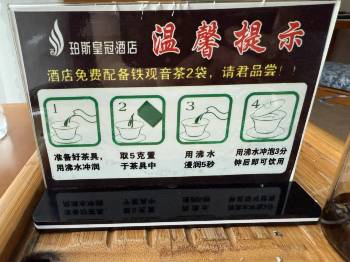 珀斯皇冠酒店
温馨提示
酒店免费配备铁观音茶2袋，请君品尝！！
1
2
3
4
准备好茶具，
用沸水冲润
取5克置
于茶具中
用沸水
浸润5秒
用沸水冲泡3分
钟后即可饮用